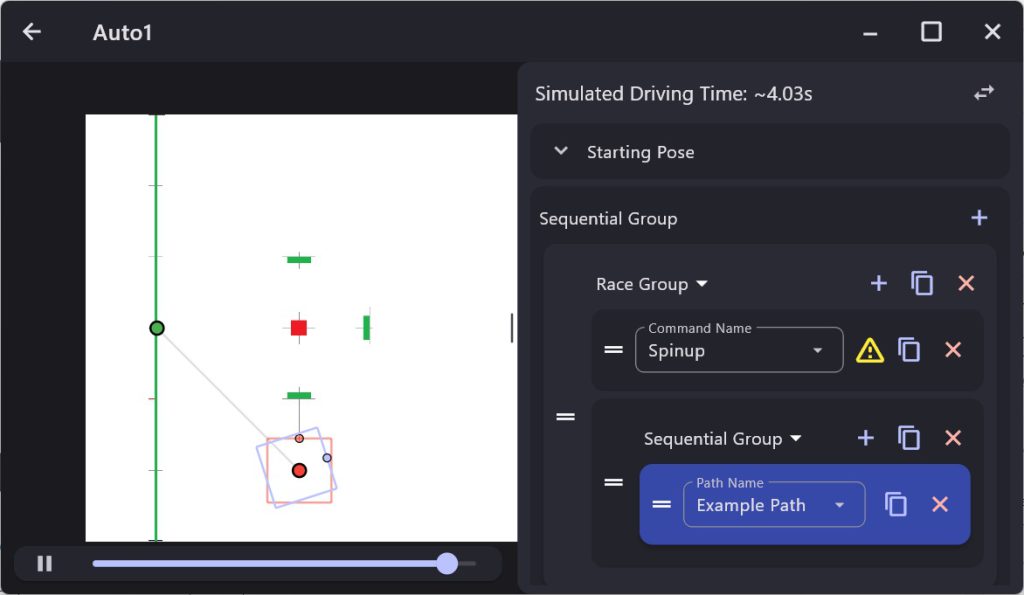 Auto1
Simulated Driving Time: ~4.03s
Starting Pose
Sequential Group
Race Group
Command Name
Spinup
Sequential Group
Path Name
Example Path